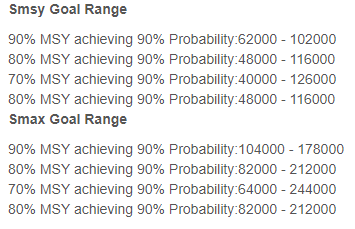 Smsy Goal Range
90% MSY achieving 90% Probability:62000 - 102000
80% MSY achieving 90% Probability:48000 - 116000
70% MSY achieving 90% Probability:40000 - 126000
80% MSY achieving 90% Probability:48000 - 116000
Smax Goal Range
90% MSY achieving 90% Probability:104000 - 178000
80% MSY achieving 90% Probability:82000 - 212000
70% MSY achieving 90% Probability:64000 - 244000
80% MSY achieving 90% Probability:82000 - 212000